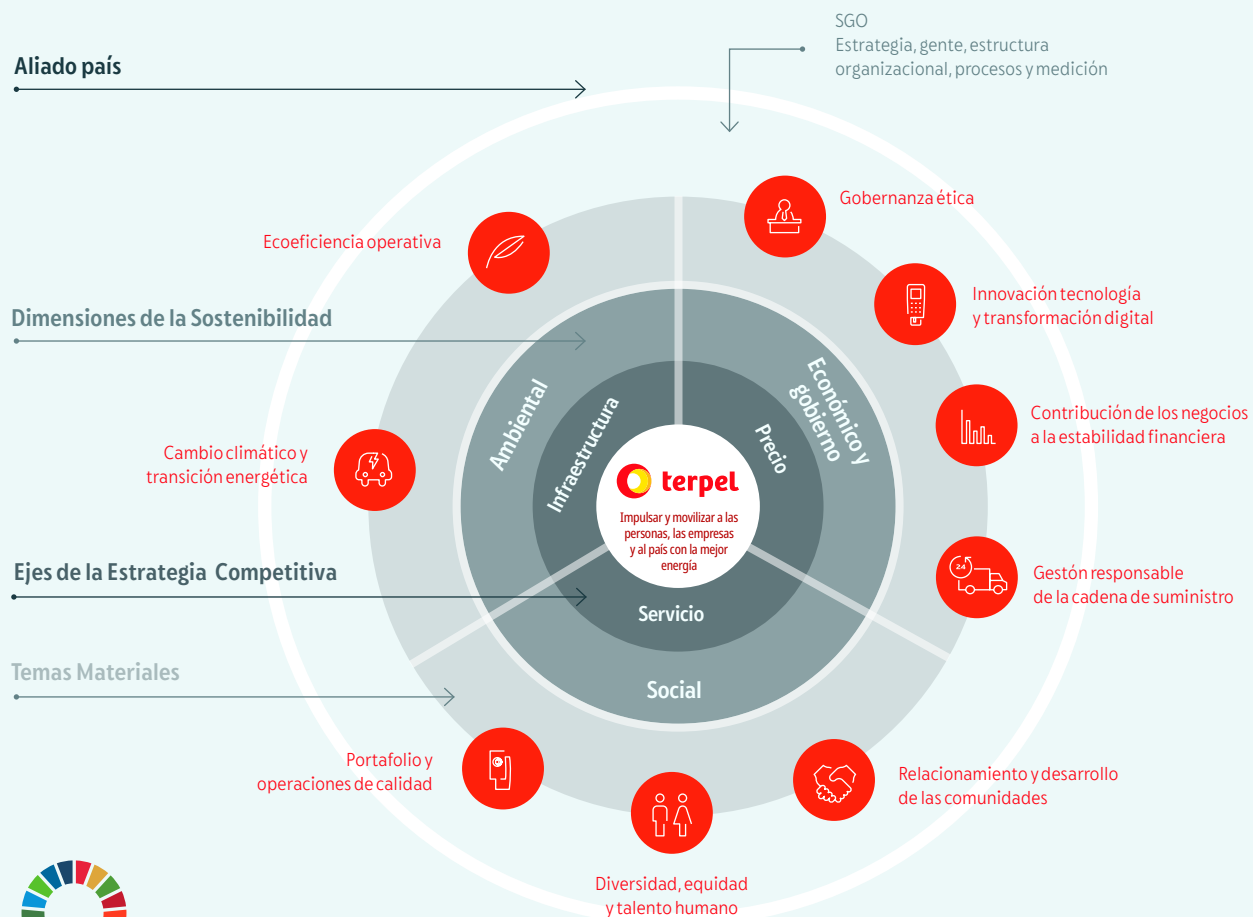 SGO
Estrategia, gente, estructura
organizacional, procesos y medición
Aliado país
Gobernanza ética
Ecoeficiencia operativa
Innovación tecnología
y transformación digital
Dimensiones de la Sostenibilidad
Ambiental
Infraestructura
Precio
Económico y
gobierno
Contribución de los negocios
a la estabilidad financiera
Cambio climático y
transición energética
terpel
Impulsar y movilizar a las
personas, las empresas
y al país con la mejor
energía
Ejes de la Estrategia Competitiva
24
Gestón responsable
de la cadena de suministro
Servicio
Temas Materiales
Social
Portafolio y
operaciones de calidad
Relacionamiento y desarrollo
de las comunidades
Diversidad, equidad
y talento humano